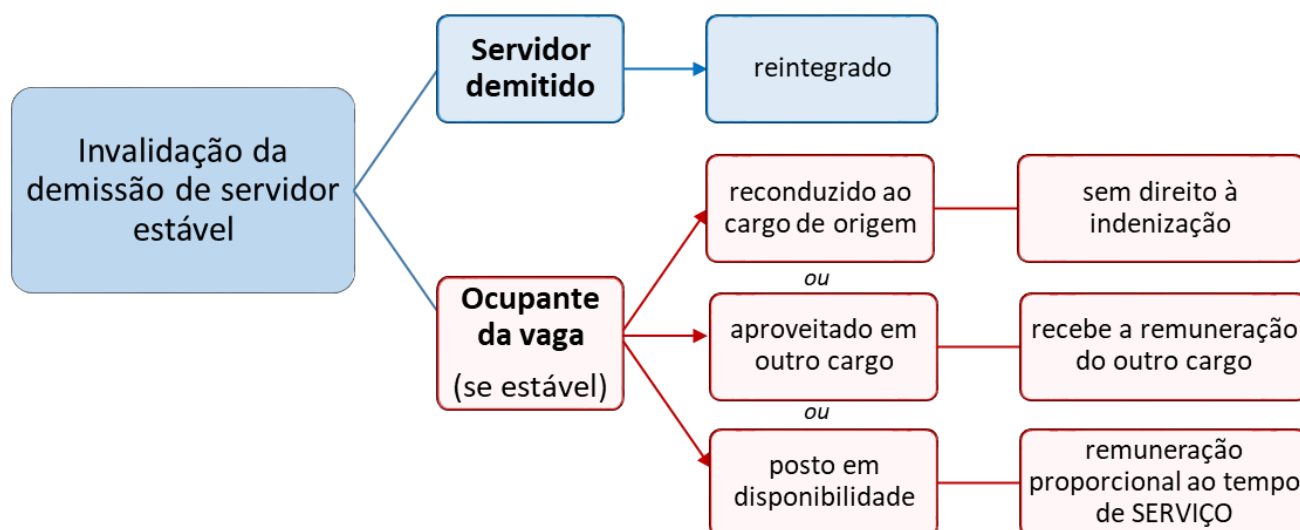 Invalidação da
demissão de servidor
estável
Servidor
demitido
reintegrado
Ocupante
da vaga
(se estável)
reconduzido ao
cargo de origem
sem direito à
indenização
ou
aproveitado em
outro cargo
recebe a remuneração
do outro cargo
ou
posto em
disponibilidade
remuneração
proporcional ao tempo
de SERVIÇO